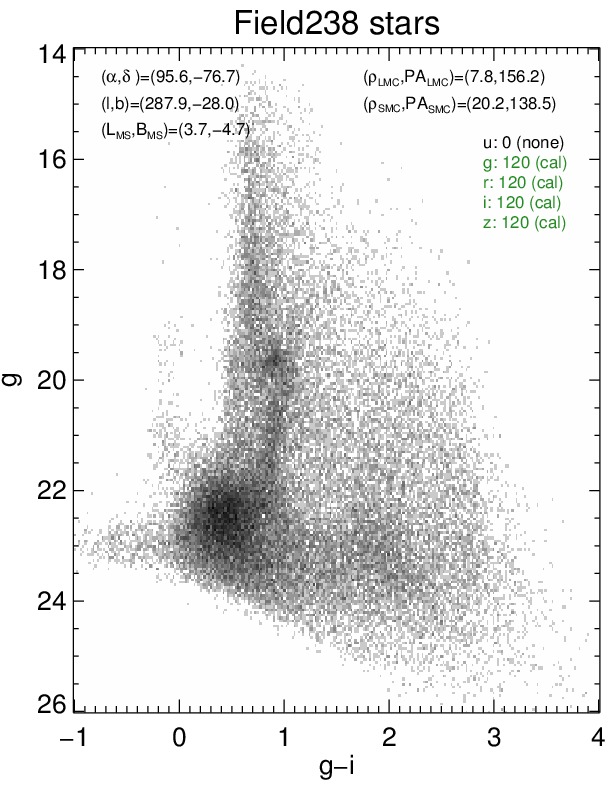 Field238 stars
(α,δ )=(95.6,−76.7)
(ρLMC,PALMC)=(7.8,156.2)
(l,b)=(287.9,−28.0)
(ρSMC,PASMC)=(20.2,138.5)
(LMS,BMS)=(3.7,−4.7)
u: 0 (none)
g: 120 (cal)
r: 120 (cal)
i: 120 (cal)
z: 120 (cal)
14
16
18
20
22
24
26
g
−1 0 1 2 3 4
g−i